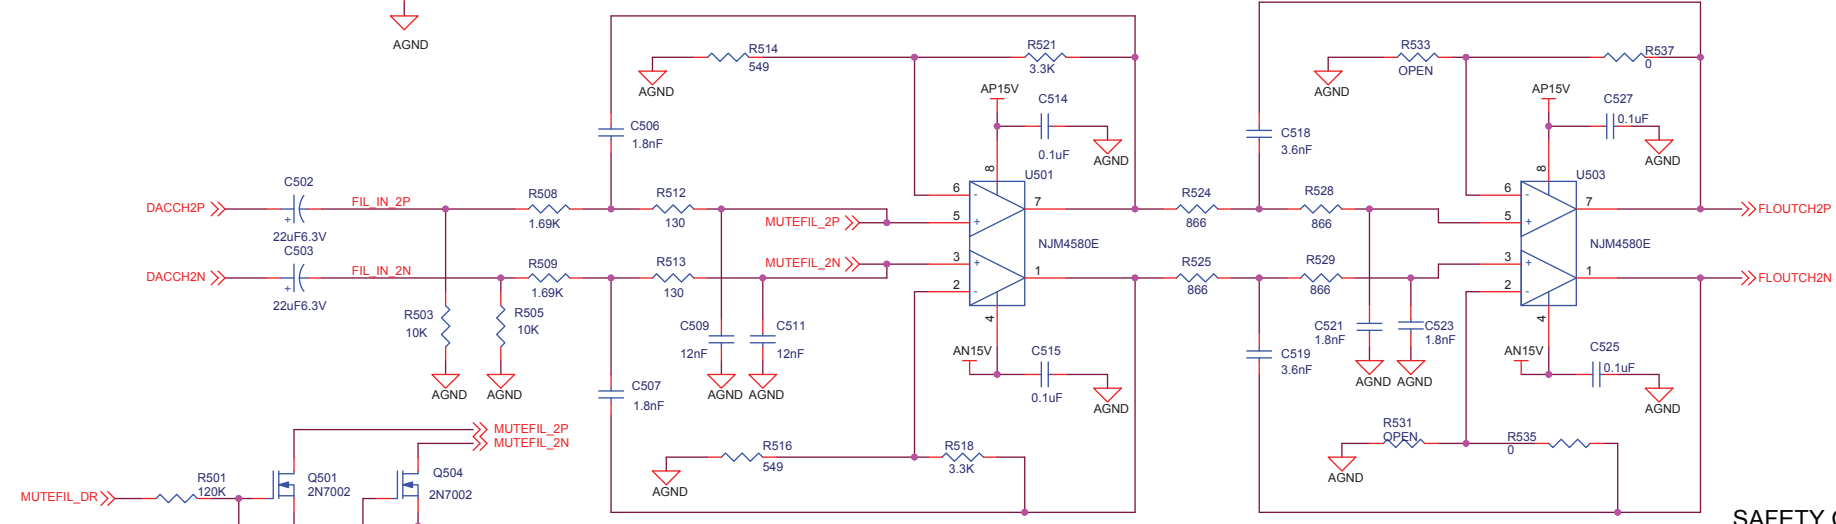 AGND
R514
549
AGND
R521
3.3K
R533
OPEN
AGND
R537
0
AP15V
C514
0.1uF
AGND
AP15V
C527
0.1uF
AGND
C506
1.8nF
C518
3.6nF
8
U501
8
U503
C502
DACCH2P
+
22uF6.3V
FIL_IN_2P
R508
1.69K
R512
130
MUTEFIL_2P
6
-
5
+
7
R524
866
R528
866
6
-
5
+
7
FLOUTCH2P
NJM4580E
NJM4580E
C503
DACCH2N
+
22uF6.3V
FIL_IN_2N
R509
1.69K
R513
130
MUTEFIL_2N
3
+
2
-
1
R525
866
R529
866
3
+
2
-
1
FLOUTCH2N
R503
10K
R505
10K
AGND
AGND
C509
12nF
C511
12nF
AGND
AGND
4
AN15V
C515
0.1uF
AGND
C519
3.6nF
C521
1.8nF
C523
1.8nF
AGND
AGND
4
AN15V
C525
0.1uF
AGND
C507
1.8nF
MUTEFIL_2P
MUTEFIL_2N
R516
549
AGND
R518
3.3K
R531
OPEN
AGND
R535
0
MUTEFIL_DR
R501
120K
Q501
2N7002
Q504
2N7002
SAFETY